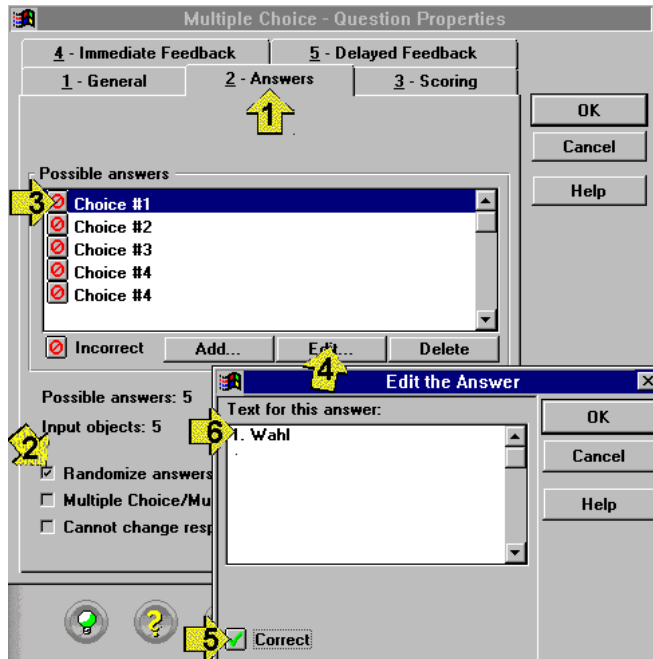 Multiple Choice - Question Properties
4 - Immediate Feedback
5 - Delayed Feedback
1 - General
2 - Answers
3 - Scoring
1
OK
Cancel
Help
Possible answers
3
Choice #1
Choice #2
Choice #3
Choice #4
Choice #4
Incorrect
Add...
Edit...
Delete
4
Possible answers: 5
Input objects: 5
2
Randomize answers
Multiple Choice/Mu
Cannot change resp
Edit the Answer
Text for this answer:
6
1. Wahl
.
OK
Cancel
Help
5
Correct